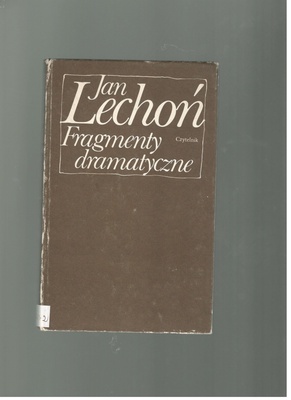 Jan
Lechoń
Fragmenty
Czytelnik
dramatyczne